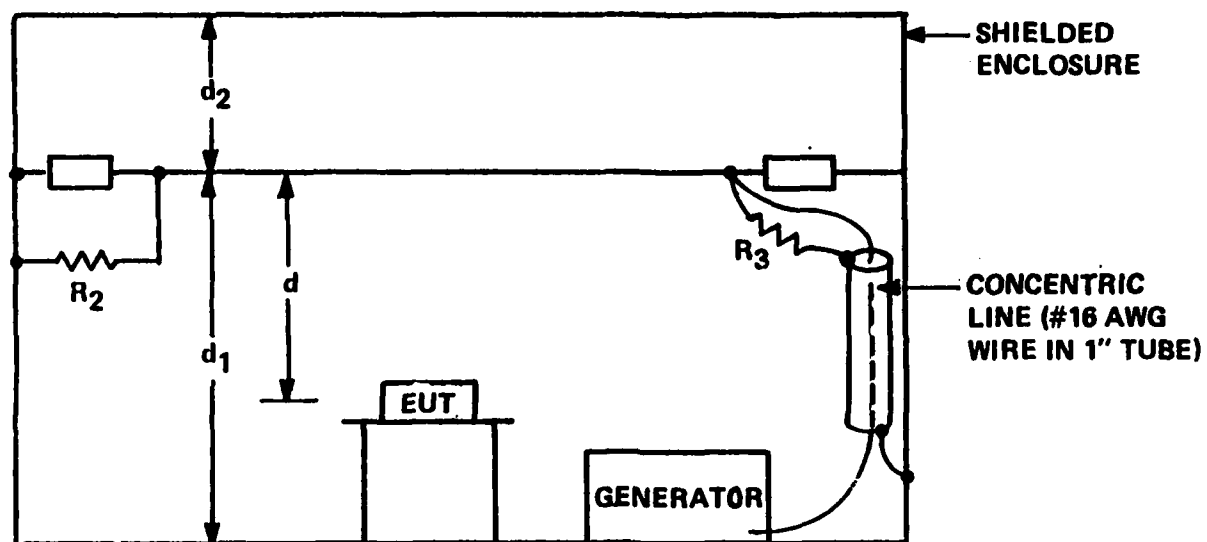 SHIELDED
ENCLOSURE
d2
R3
R2
d
CONCENTRIC
LINE (#16 AWG
WIRE IN 1" TUBE)
d1
EUT
GENERATOR